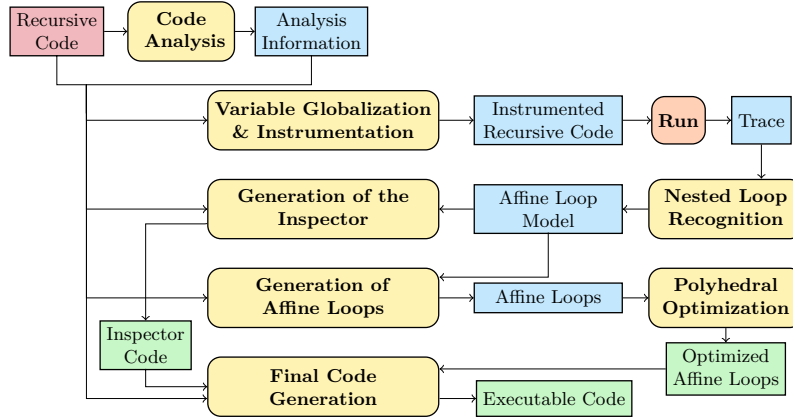 Recursive
Code
Code
Analysis
Analysis
Information
Variable Globalization
& Instrumentation
Instrumented
Recursive Code
Run
Trace
Generation of the
Inspector
Affine Loop
Model
Nested Loop
Recognition
Generation of
Affine Loops
Affine Loops
Polyhedral
Optimization
Inspector
Code
Final Code
Generation
Optimized
Affine Loops
Executable Code